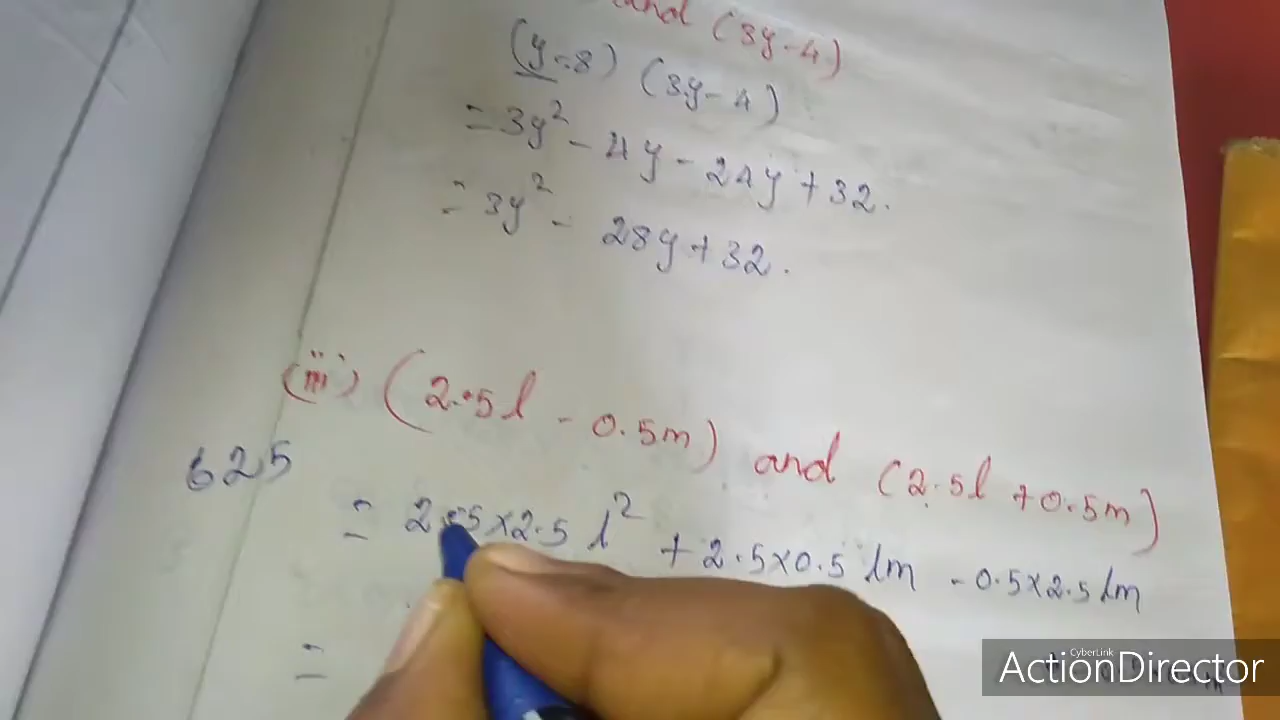 and (3y-4)
(y-8) (3y-4)
= 3y² - 4y - 24y + 32.
= 3y² - 28y + 32.
(iii) (2.5l - 0.5m) and (2.5l + 0.5m)
625
= 2.5×2.5 l² + 2.5×0.5 lm - 0.5×2.5 lm
=
CyberLink
ActionDirector